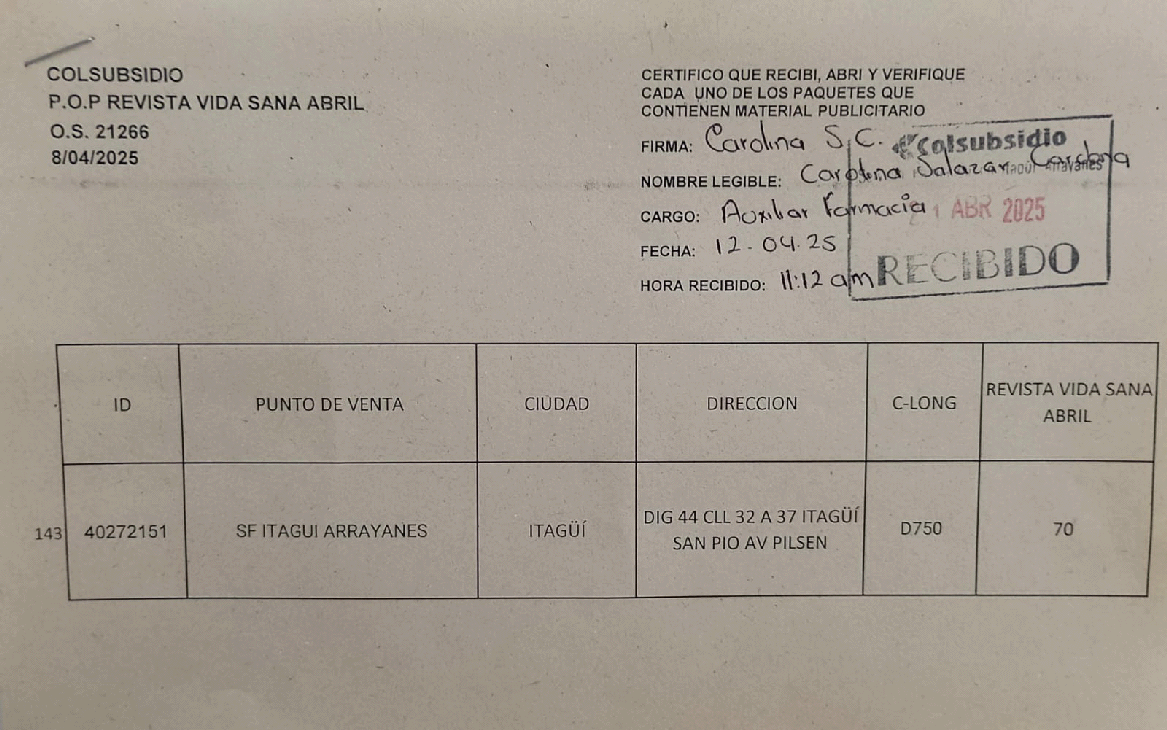 COLSUBSIDIO
P.O.P REVISTA VIDA SANA ABRIL
O.S. 21266
8/04/2025
CERTIFICO QUE RECIBI, ABRI Y VERIFIQUE
CADA UNO DE LOS PAQUETES QUE
CONTIENEN MATERIAL PUBLICITARIO
FIRMA: Carolina S.C.
NOMBRE LEGIBLE: Carolina Salazar Cardona
CARGO: Auxiliar Farmacia
FECHA: 12-04-25
HORA RECIBIDO: 11:12 am
Colsubsidio
Arrayanes
ABR 2025
RECIBIDO
ID PUNTO DE VENTA CIUDAD DIRECCION C-LONG REVISTA VIDA SANA
ABRIL
143 40272151 SF ITAGUI ARRAYANES ITAGÜÍ DIG 44 CLL 32 A 37 ITAGÜÍ D750 70
SAN PIO AV PILSEN